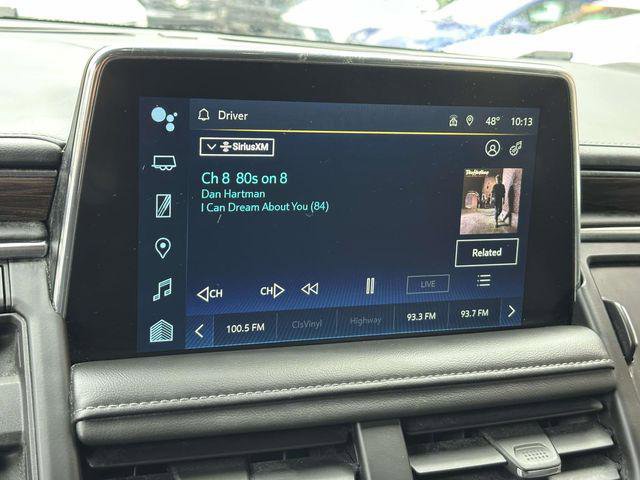 Driver 48° 10:13
SiriusXM
Ch 8 80s on 8
Dan Hartman
I Can Dream About You (84)
Related
CH CH LIVE
100.5 FM ClsVinyl Highway 93.3 FM 93.7 FM